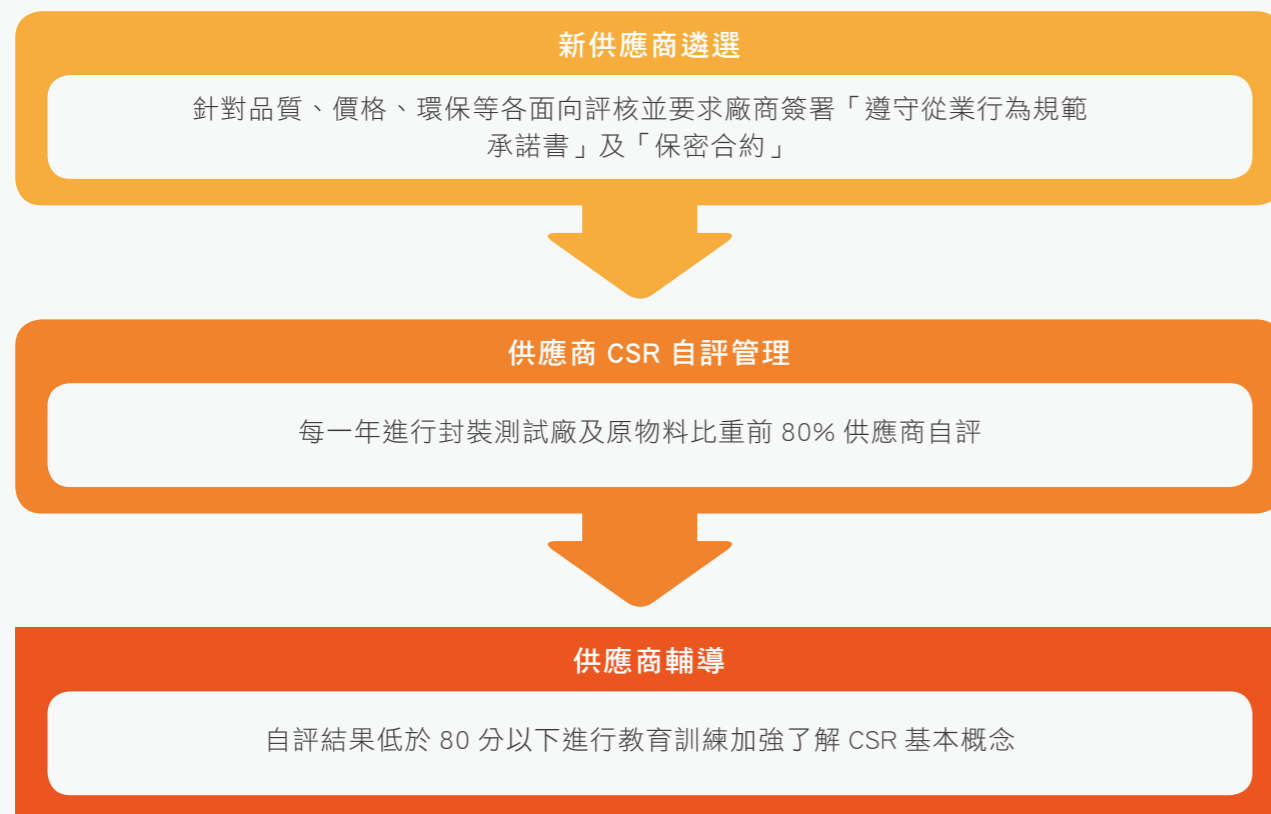 新供應商遴選
針對品質、價格、環保等各面向評核並要求廠商簽署「遵守從業行為規範
承諾書」及「保密合約」
供應商 CSR 自評管理
每一年進行封裝測試廠及原物料比重前 80% 供應商自評
供應商輔導
自評結果低於 80 分以下進行教育訓練加強了解 CSR 基本概念